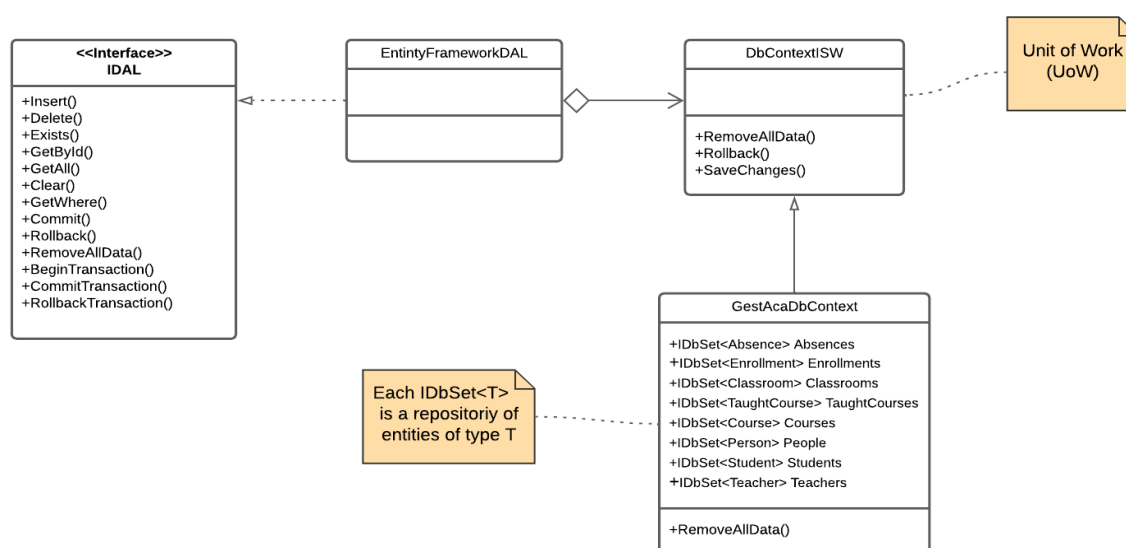 <<Interface>>
IDAL
+Insert()
+Delete()
+Exists()
+GetById()
+GetAll()
+Clear()
+GetWhere()
+Commit()
+Rollback()
+RemoveAllData()
+BeginTransaction()
+CommitTransaction()
+RollbackTransaction()
EntintyFrameworkDAL
DbContextISW
+RemoveAllData()
+Rollback()
+SaveChanges()
Unit of Work
(UoW)
GestAcaDbContext
+IDbSet<Absence> Absences
+IDbSet<Enrollment> Enrollments
+IDbSet<Classroom> Classrooms
+IDbSet<TaughtCourse> TaughtCourses
+IDbSet<Course> Courses
+IDbSet<Person> People
+IDbSet<Student> Students
+IDbSet<Teacher> Teachers
+RemoveAllData()
Each IDbSet<T>
is a repositoriy of
entities of type T